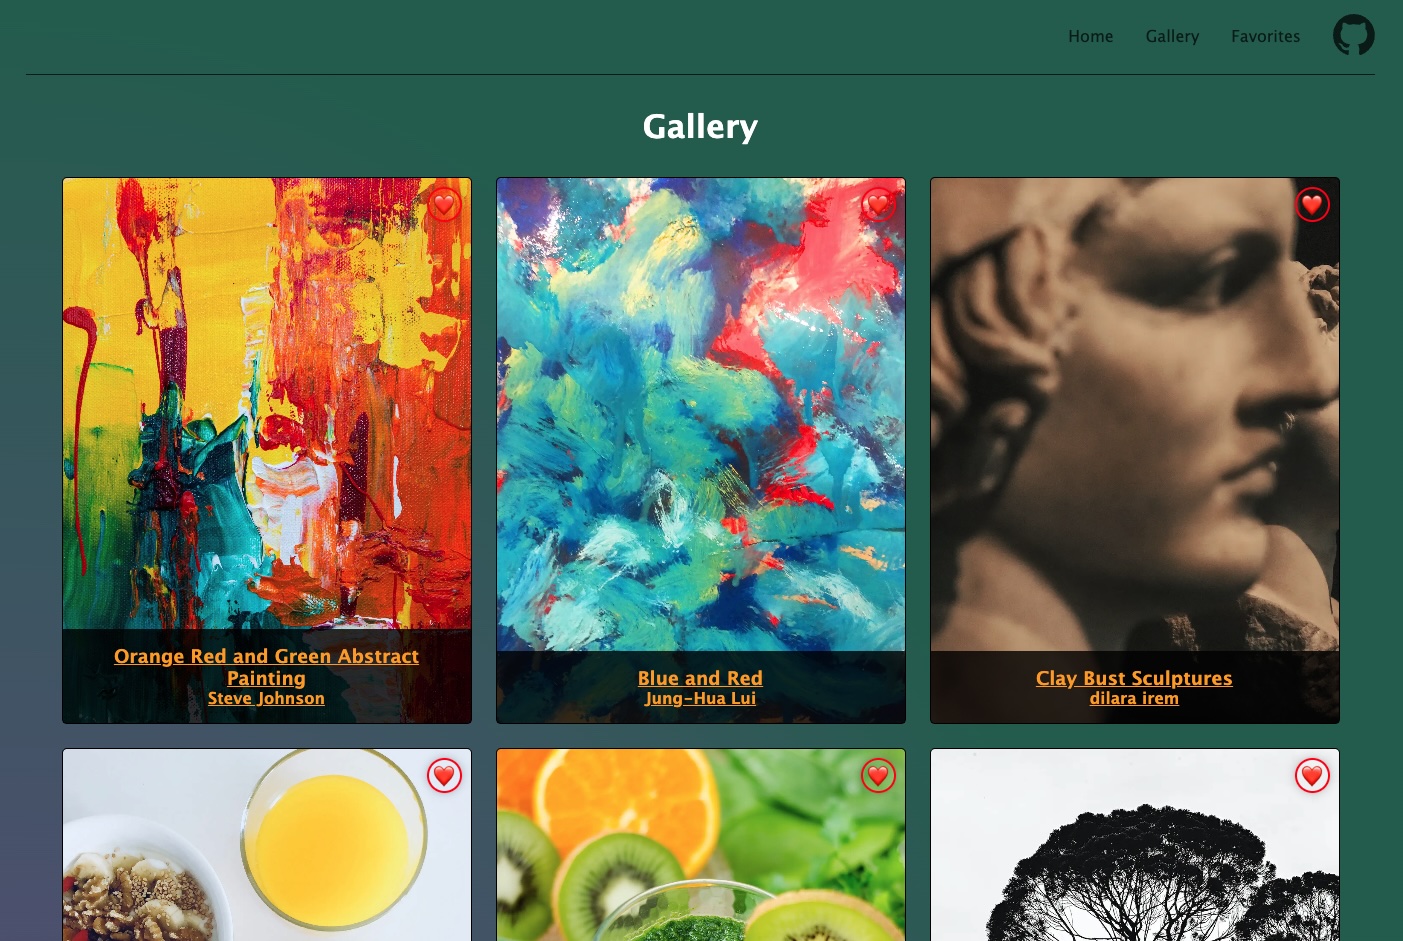 Home Gallery Favorites
Gallery
Orange Red and Green Abstract
Painting
Steve Johnson
Blue and Red
Jung-Hua Lui
Clay Bust Sculptures
dilara irem